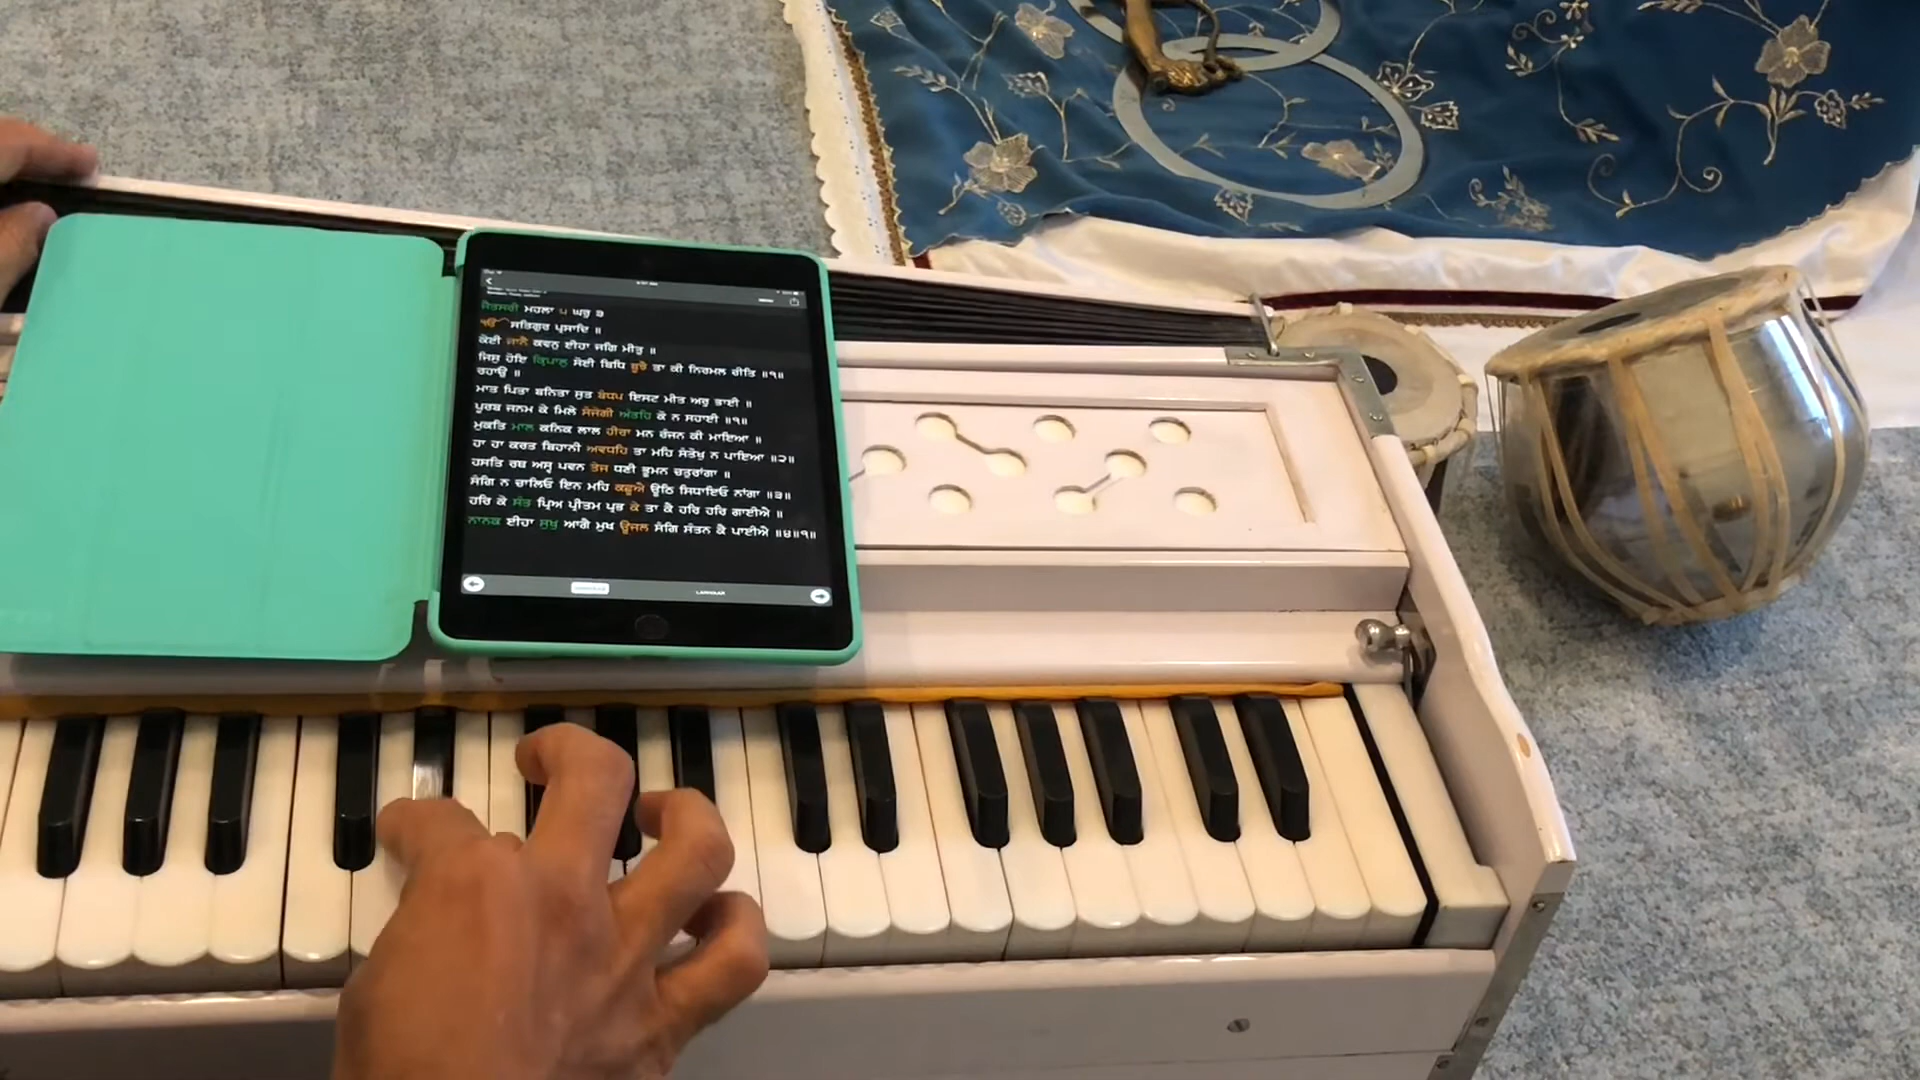 ਜੈਤਸਰੀ ਮਹਲਾ ੫ ਘਰੁ ੩
ੴ ਸਤਿਗੁਰ ਪ੍ਰਸਾਦਿ ॥
ਕੋਈ ਜਾਨੈ ਕਵਨੁ ਈਹਾ ਜਗਿ ਮੀਤੁ ॥
ਜਿਸੁ ਹੋਇ ਕ੍ਰਿਪਾਲੁ ਸੋਈ ਬਿਧਿ ਬੂਝੈ ਤਾ ਕੀ ਨਿਰਮਲ ਰੀਤਿ ॥੧॥
ਰਹਾਉ ॥
ਮਾਤ ਪਿਤਾ ਬਨਿਤਾ ਸੁਤ ਬੰਧਪ ਇਸਟ ਮੀਤ ਅਰੁ ਭਾਈ ॥
ਪੂਰਬ ਜਨਮ ਕੇ ਮਿਲੇ ਸੰਜੋਗੀ ਅੰਤਹਿ ਕੋ ਨ ਸਹਾਈ ॥੧॥
ਮੁਕਤਿ ਮਾਲ ਕਨਿਕ ਲਾਲ ਹੀਰਾ ਮਨ ਰੰਜਨ ਕੀ ਮਾਇਆ ॥
ਹਾ ਹਾ ਕਰਤ ਬਿਹਾਨੀ ਅਵਧਹਿ ਤਾ ਮਹਿ ਸੰਤੋਖੁ ਨ ਪਾਇਆ ॥੨॥
ਹਸਤਿ ਰਥ ਅਸ੍ਵ ਪਵਨ ਤੇਜ ਧਣੀ ਭੂਮਨ ਚਤੁਰਾਂਗਾ ॥
ਸੰਗਿ ਨ ਚਾਲਿਓ ਇਨ ਮਹਿ ਕਛੂਐ ਊਠਿ ਸਿਧਾਇਓ ਨਾਂਗਾ ॥੩॥
ਹਰਿ ਕੇ ਸੰਤ ਪ੍ਰਿਅ ਪ੍ਰੀਤਮ ਪ੍ਰਭ ਕੇ ਤਾ ਕੈ ਹਰਿ ਹਰਿ ਗਾਈਐ ॥
ਨਾਨਕ ਈਹਾ ਸੁਖੁ ਆਗੈ ਮੁਖ ਊਜਲ ਸੰਗਿ ਸੰਤਨ ਕੈ ਪਾਈਐ ॥੪॥੧॥